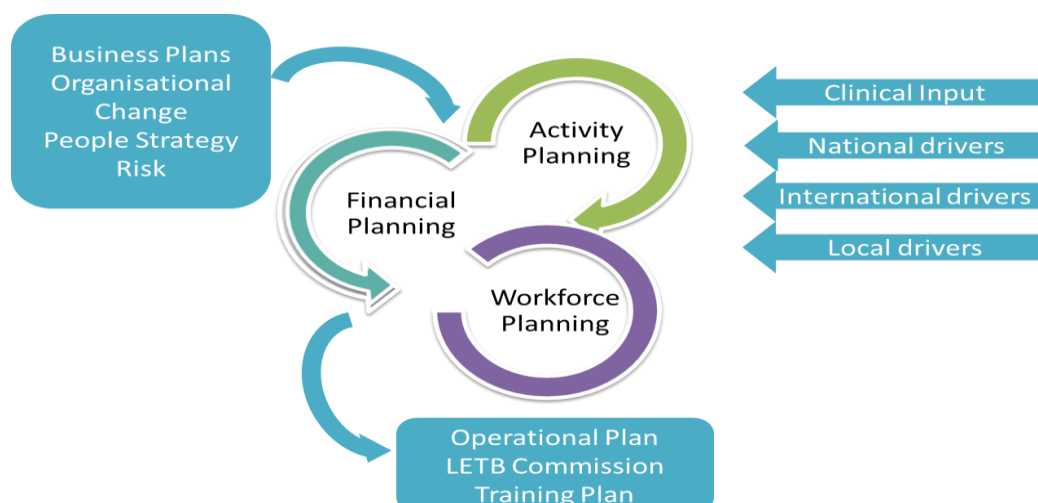 Business Plans
Organisational
Change
People Strategy
Risk
Activity
Planning
Financial
Planning
Workforce
Planning
Clinical Input
National drivers
International drivers
Local drivers
Operational Plan
LETB Commission
Training Plan